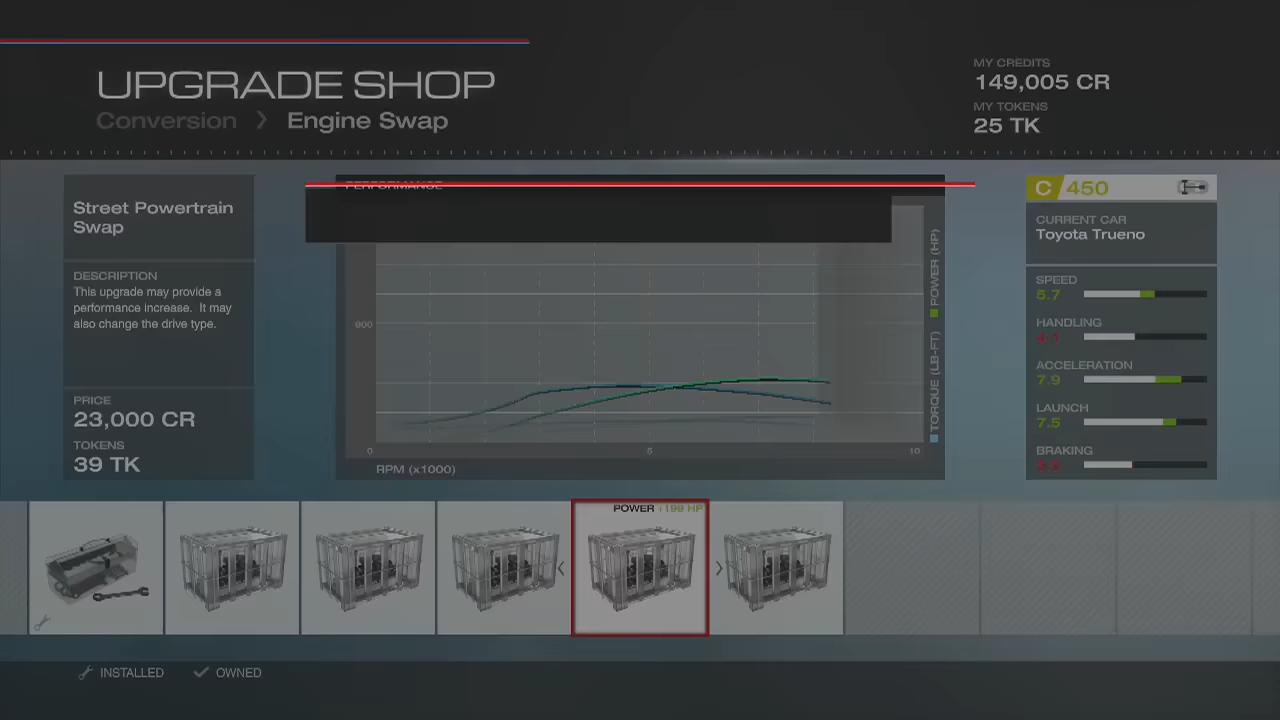 UPGRADE SHOP
Conversion > Engine Swap
MY CREDITS
149,005 CR
MY TOKENS
25 TK
Street Powertrain
Swap
DESCRIPTION
This upgrade may provide a
performance increase. It may
also change the drive type.
PRICE
23,000 CR
TOKENS
39 TK
PERFORMANCE
800
0
5
10
RPM (x1000)
POWER (HP)
TORQUE (LB-FT)
C 450
CURRENT CAR
Toyota Trueno
SPEED
5.7
HANDLING
ACCELERATION
7.9
LAUNCH
7.5
BRAKING
POWER +199 HP
INSTALLED
OWNED